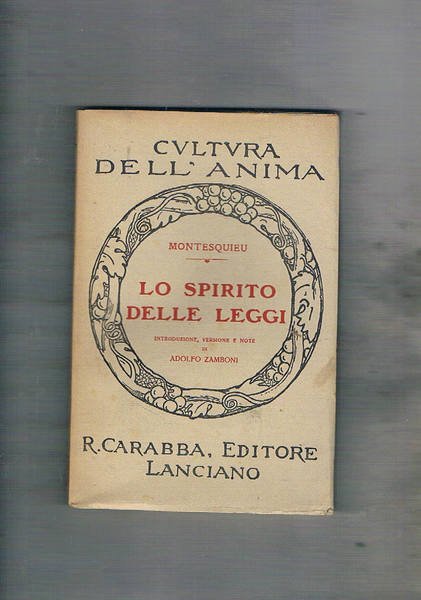 CVLTVRA
DELL'ANIMA
MONTESQUIEU
LO SPIRITO
DELLE LEGGI
INTRODUZIONE, VERSIONE E NOTE
DI
ADOLFO ZAMBONI
R. CARABBA, EDITORE
LANCIANO